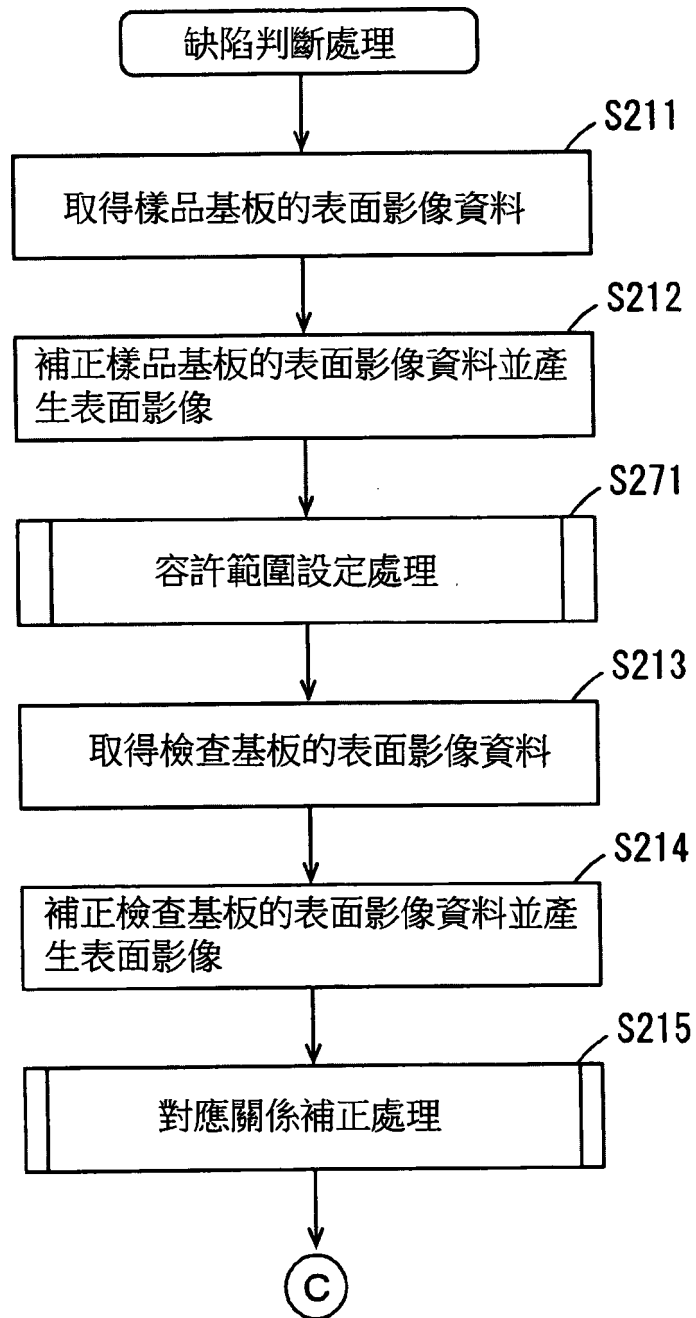 缺陷判斷處理
S211
取得樣品基板的表面影像資料
S212
補正樣品基板的表面影像資料並產
生表面影像
S271
容許範圍設定處理
S213
取得檢查基板的表面影像資料
S214
補正檢查基板的表面影像資料並產
生表面影像
S215
對應關係補正處理
C